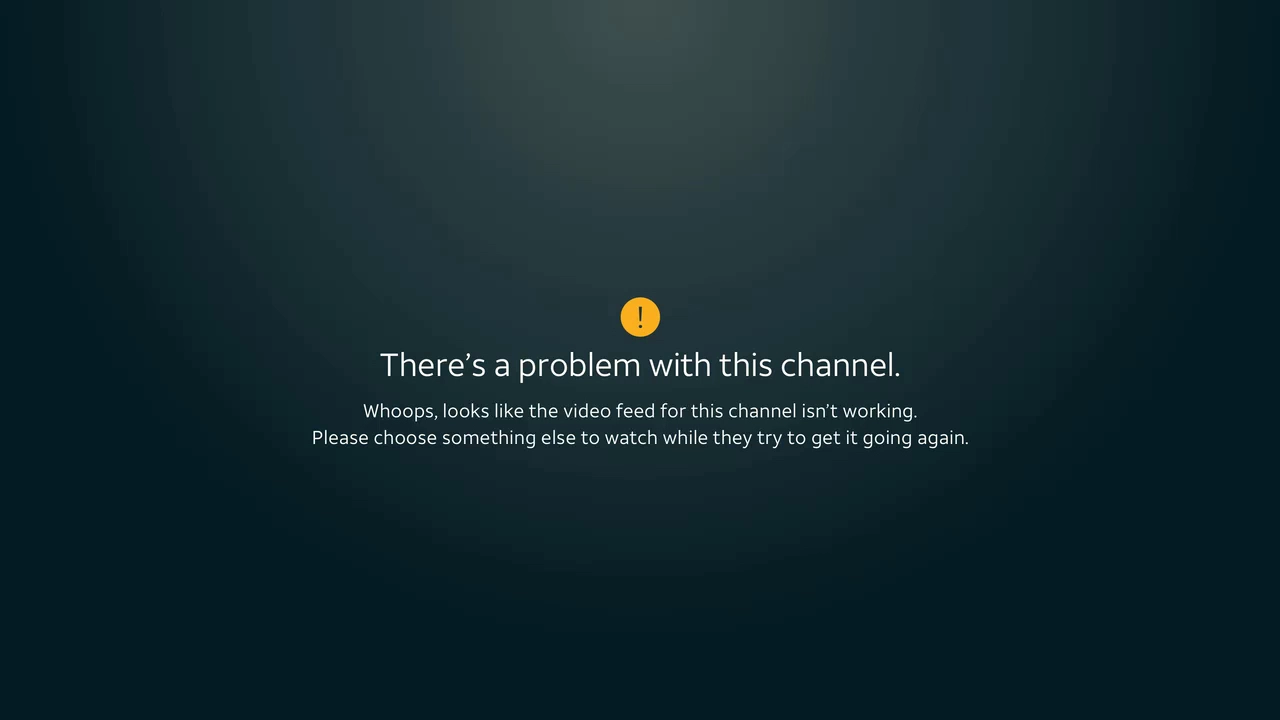 !
There’s a problem with this channel.
Whoops, looks like the video feed for this channel isn’t working.
Please choose something else to watch while they try to get it going again.